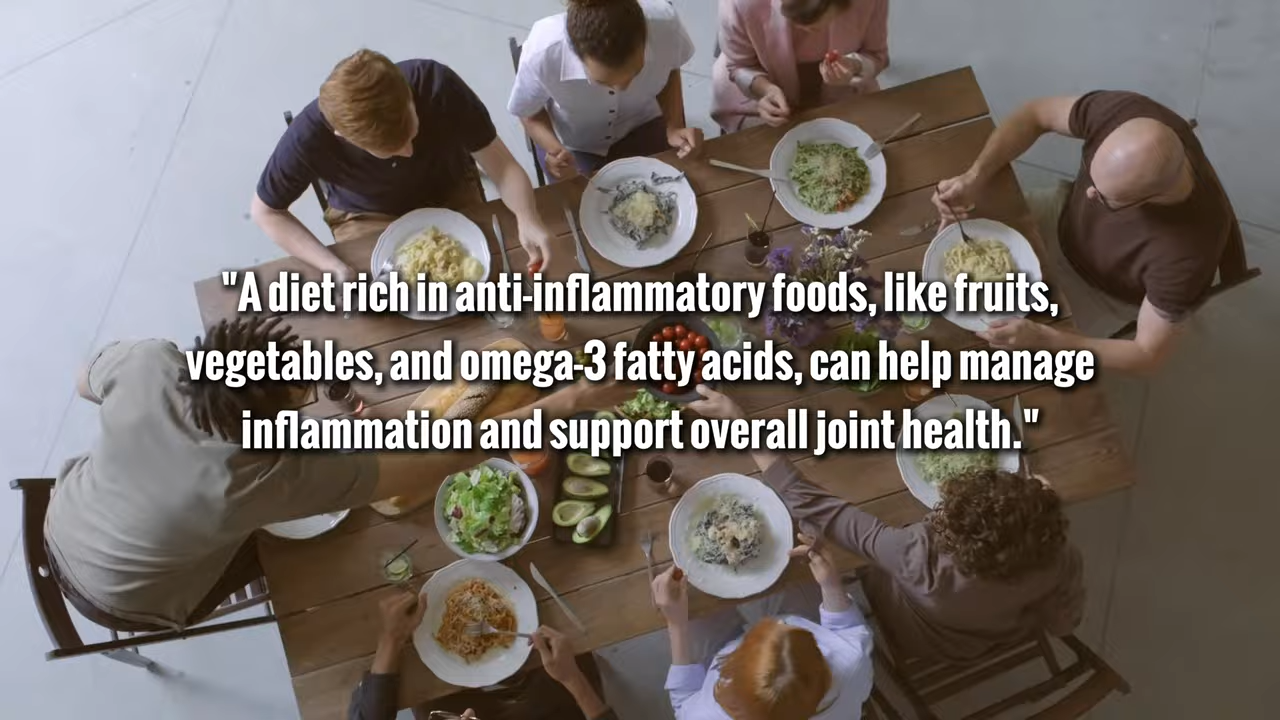 "A diet rich in anti-inflammatory foods, like fruits,
vegetables, and omega-3 fatty acids, can help manage
inflammation and support overall joint health."